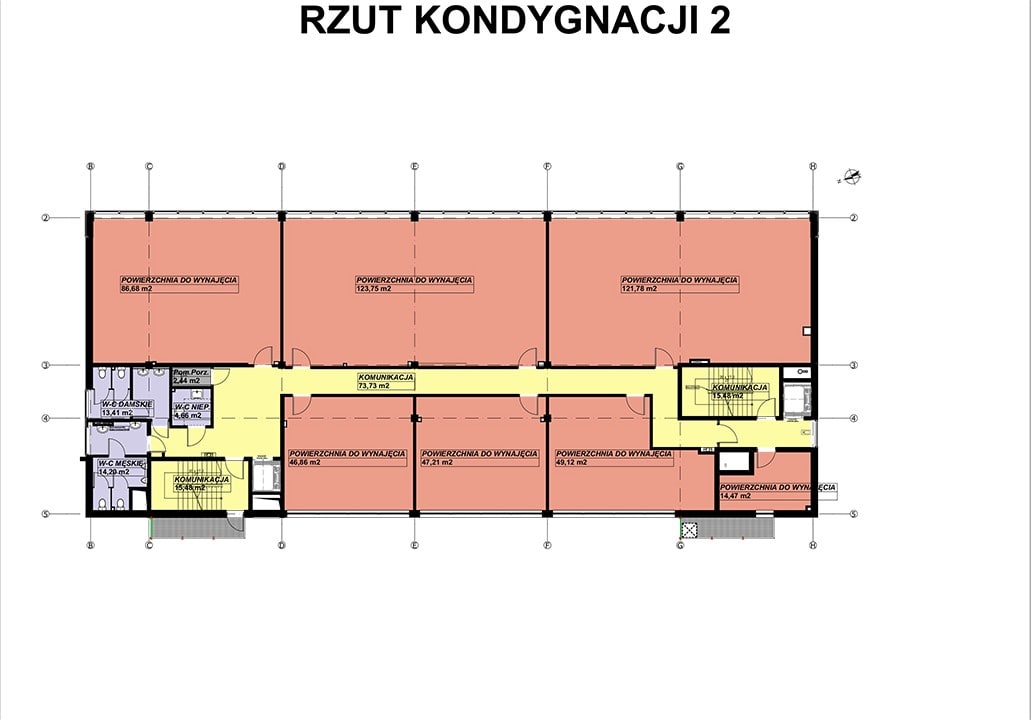 RZUT KONDYGNACJI 2
B C D E F G H
2 2
POWIERZCHNIA DO WYNAJĘCIA
86,68 m2
POWIERZCHNIA DO WYNAJĘCIA
123,75 m2
POWIERZCHNIA DO WYNAJĘCIA
121,78 m2
3 3
Pom.Porz.
2,44 m2
KOMUNIKACJA
73,73 m2
KOMUNIKACJA
15,48 m2
W-C DAMSKIE
13,41 m2
W-C NIEP
4,66 m2
4 4
W-C MĘSKIE
14,20 m2
KOMUNIKACJA
15,48 m2
POWIERZCHNIA DO WYNAJĘCIA
46,86 m2
POWIERZCHNIA DO WYNAJĘCIA
47,21 m2
POWIERZCHNIA DO WYNAJĘCIA
49,12 m2
POWIERZCHNIA DO WYNAJĘCIA
14,47 m2
5 5
B C D E F G H